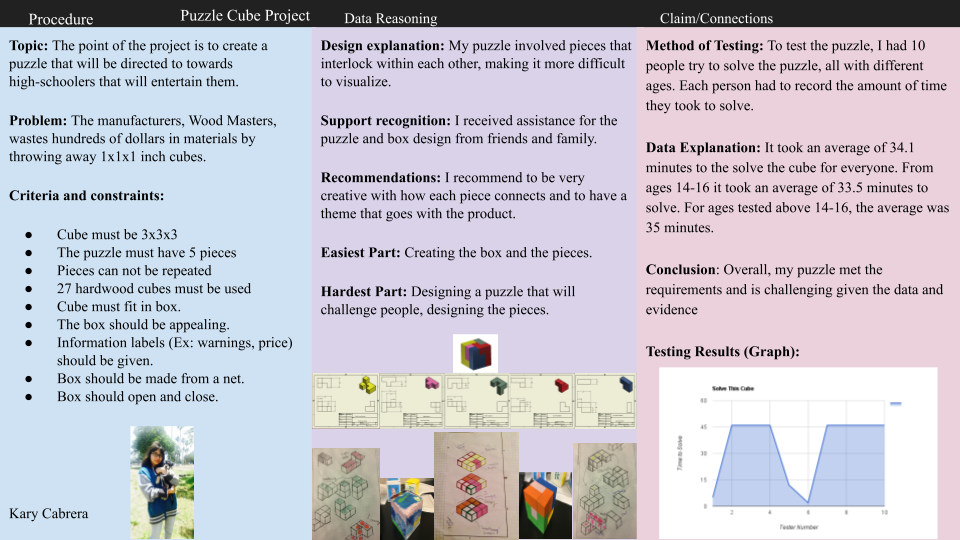 Procedure
Puzzle Cube Project
Data Reasoning
Claim/Connections
Topic: The point of the project is to create a
puzzle that will be directed to towards
high-schoolers that will entertain them.
Problem: The manufacturers, Wood Masters,
wastes hundreds of dollars in materials by
throwing away 1x1x1 inch cubes.
Criteria and constraints:
● Cube must be 3x3x3
● The puzzle must have 5 pieces
● Pieces can not be repeated
● 27 hardwood cubes must be used
● Cube must fit in box.
● The box should be appealing.
● Information labels (Ex: warnings, price)
should be given.
● Box should be made from a net.
● Box should open and close.
Kary Cabrera
Design explanation: My puzzle involved pieces that
interlock within each other, making it more difficult
to visualize.
Support recognition: I received assistance for the
puzzle and box design from friends and family.
Recommendations: I recommend to be very
creative with how each piece connects and to have a
theme that goes with the product.
Easiest Part: Creating the box and the pieces.
Hardest Part: Designing a puzzle that will
challenge people, designing the pieces.
Method of Testing: To test the puzzle, I had 10
people try to solve the puzzle, all with different
ages. Each person had to record the amount of time
they took to solve.
Data Explanation: It took an average of 34.1
minutes to the solve the cube for everyone. From
ages 14-16 it took an average of 33.5 minutes to
solve. For ages tested above 14-16, the average was
35 minutes.
Conclusion: Overall, my puzzle met the
requirements and is challenging given the data and
evidence
Testing Results (Graph):
Solve This Cube
Time to Solve
60
45
30
15
0
2 4 6 8 10
Tester Number